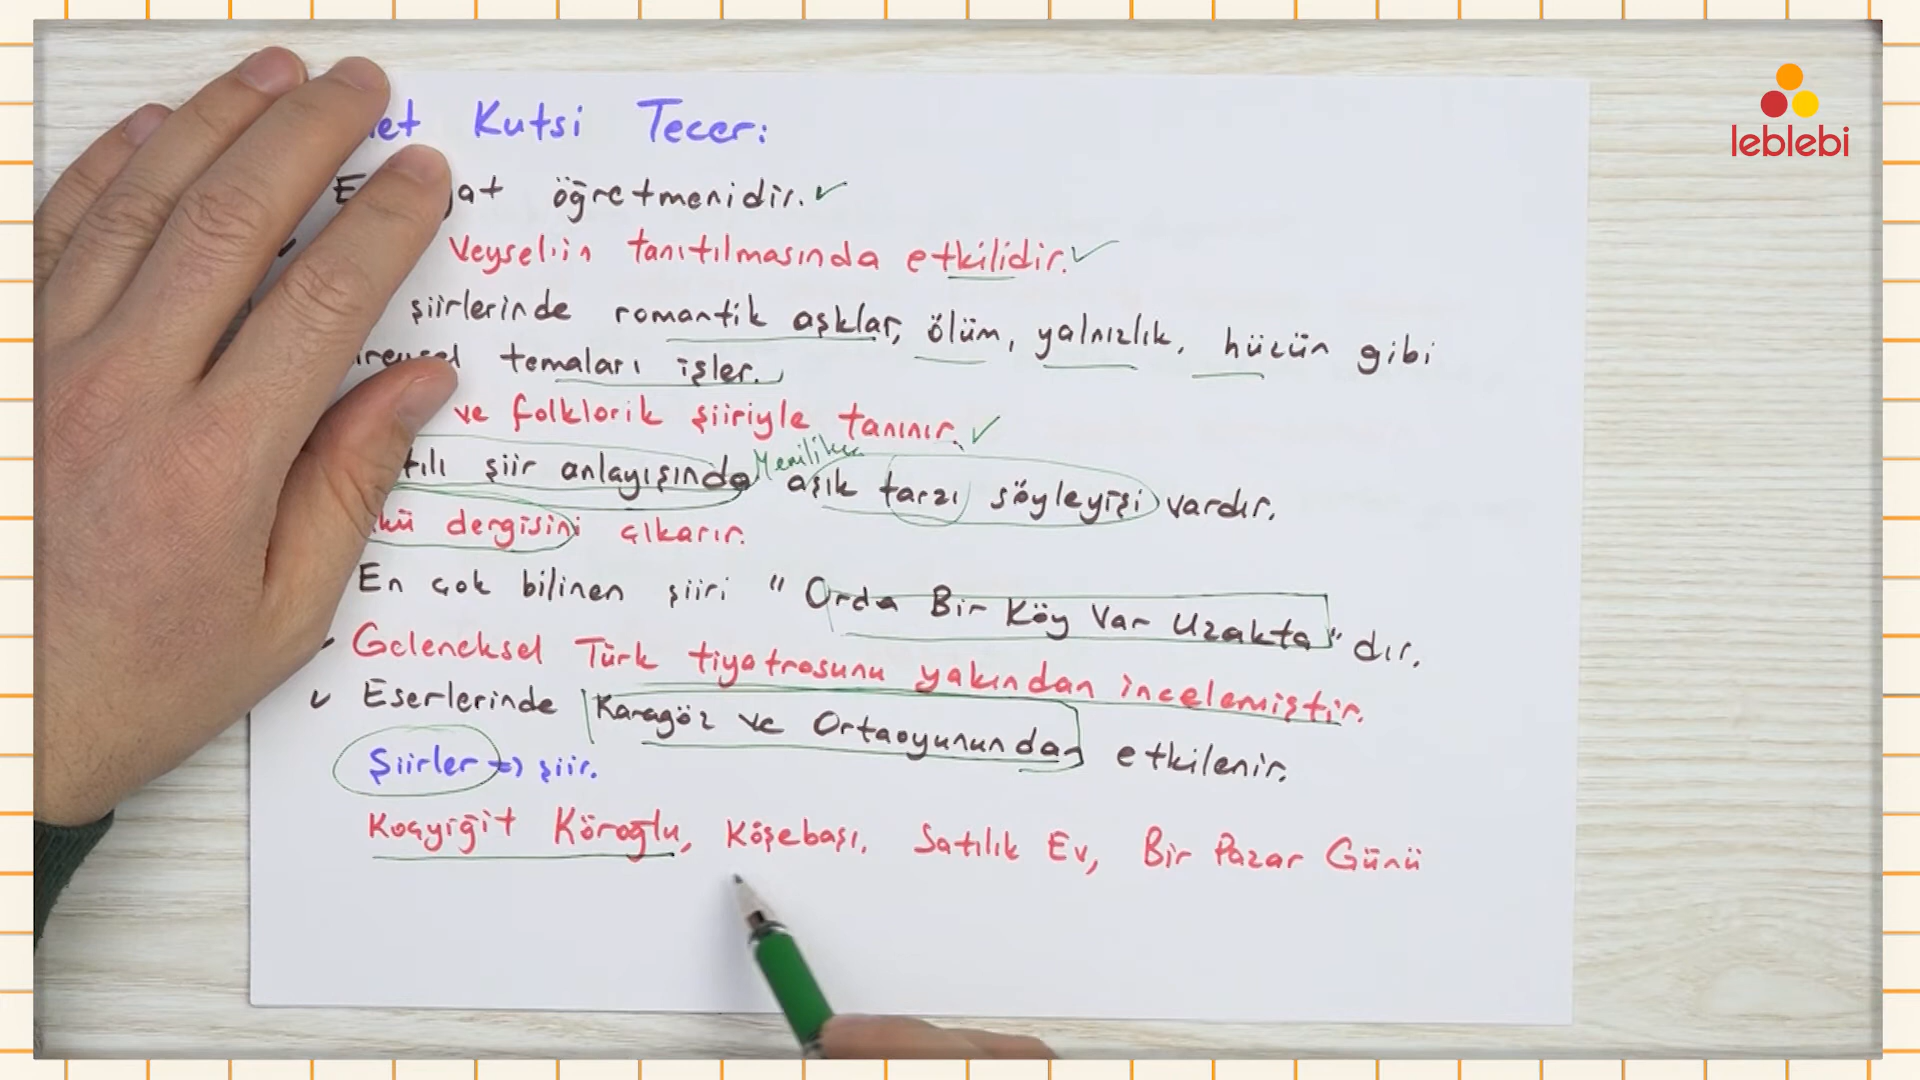 leblebi
Kutsi Tecer:
öğretmenidir.
Veysel'in tanıtılmasında etkilidir.
şiirlerinde romantik aşklar, ölüm, yalnızlık, hüzün gibi
temaları işler.
ve folklorik şiiriyle tanınır.
şiir anlayışında aşık tarzı söyleyişi vardır.
dergisini çıkarır.
En çok bilinen şiiri "Orda Bir Köy Var Uzakta" dır.
Geleneksel Türk tiyatrosunu yakından incelemiştir.
Eserlerinde Karagöz ve Ortaoyunundan etkilenir.
Şiirler => şiir.
Koçyiğit Köroğlu, Köşebaşı, Satılık Ev, Bir Pazar Günü